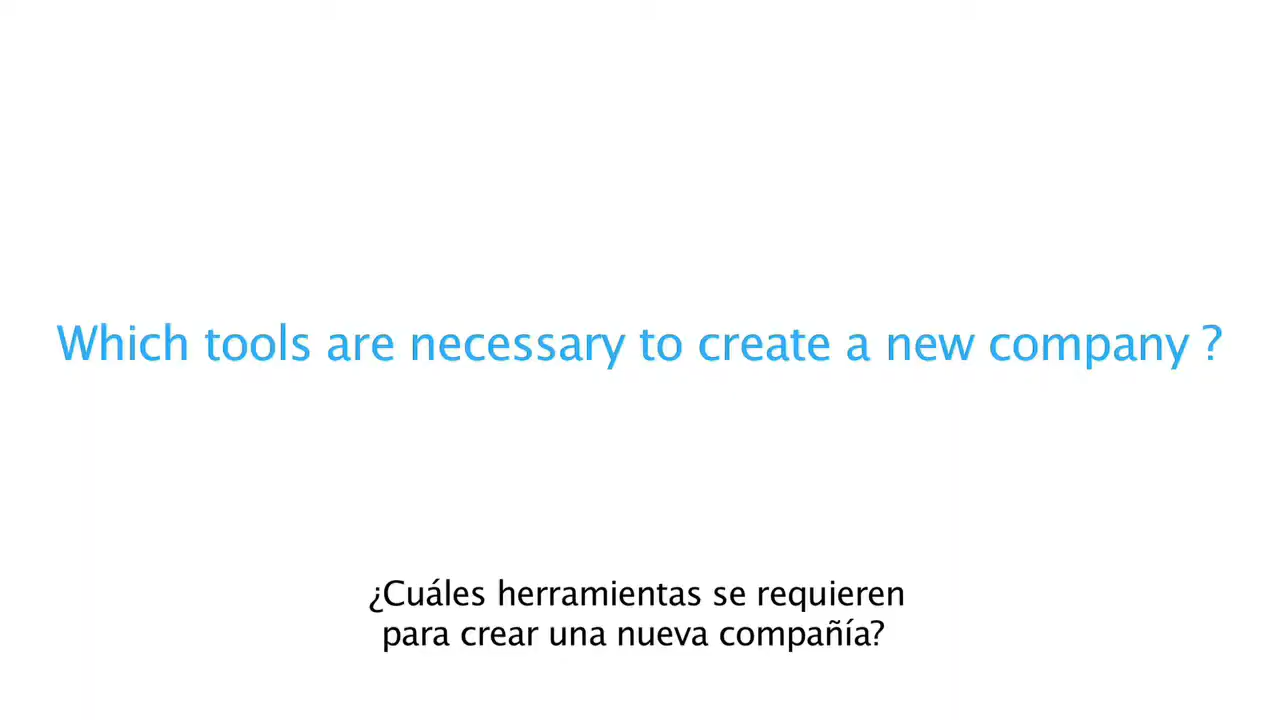 Which tools are necessary to create a new company ?
¿Cuáles herramientas se requieren
para crear una nueva compañía?